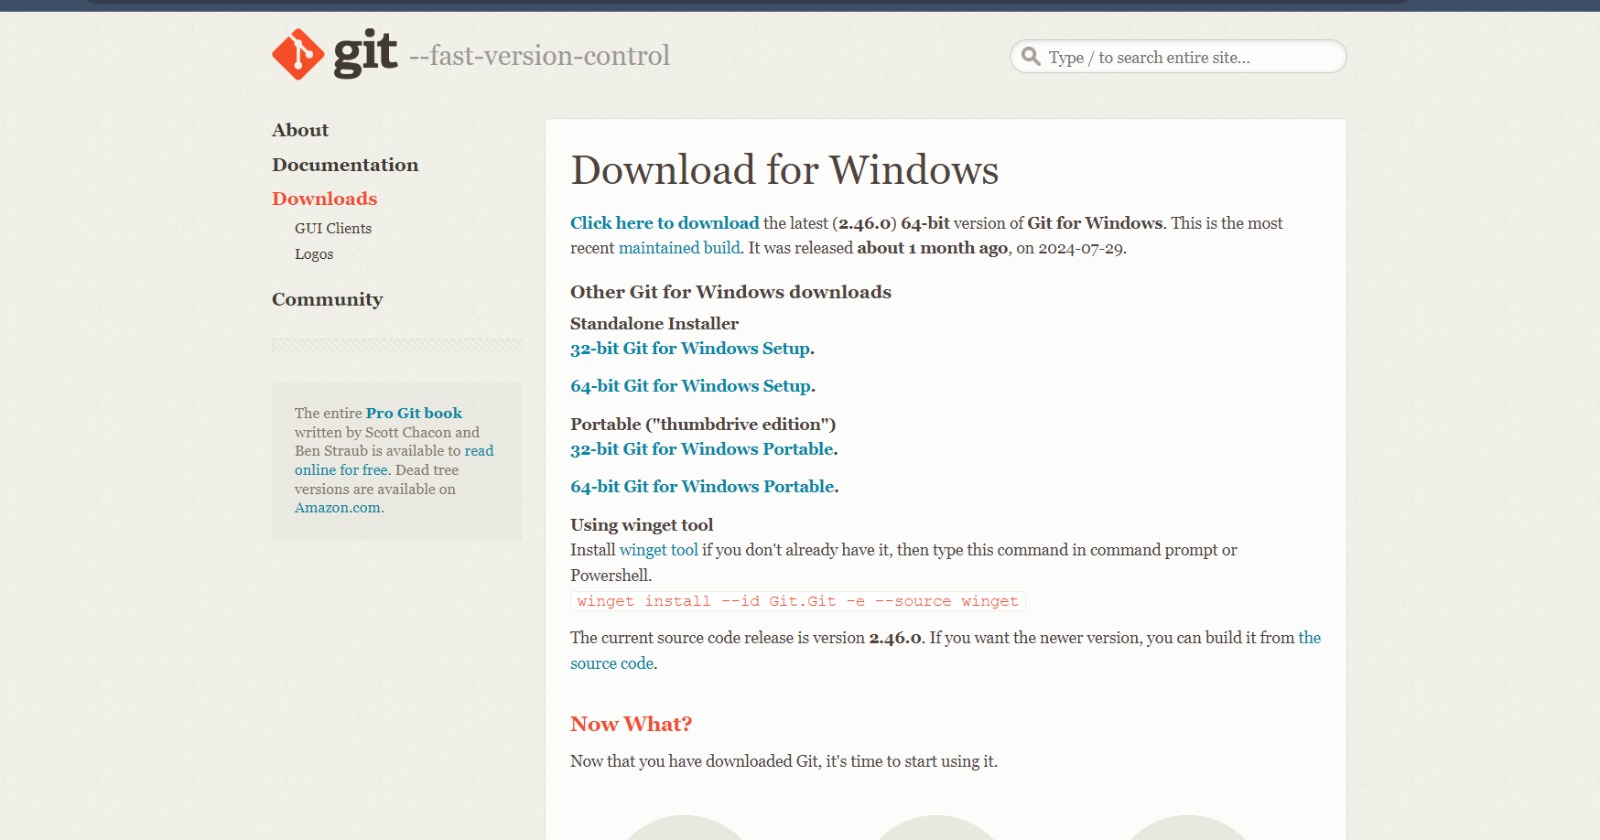 git --fast-version-control
Type / to search entire site...
About
Documentation
Downloads
GUI Clients
Logos
Community
The entire Pro Git book
written by Scott Chacon and
Ben Straub is available to read
online for free. Dead tree
versions are available on
Amazon.com.
Download for Windows
Click here to download the latest (2.46.0) 64-bit version of Git for Windows. This is the most
recent maintained build. It was released about 1 month ago, on 2024-07-29.
Other Git for Windows downloads
Standalone Installer
32-bit Git for Windows Setup.
64-bit Git for Windows Setup.
Portable ("thumbdrive edition")
32-bit Git for Windows Portable.
64-bit Git for Windows Portable.
Using winget tool
Install winget tool if you don't already have it, then type this command in command prompt or
Powershell.
winget install --id Git.Git -e --source winget
The current source code release is version 2.46.0. If you want the newer version, you can build it from the
source code.
Now What?
Now that you have downloaded Git, it's time to start using it.